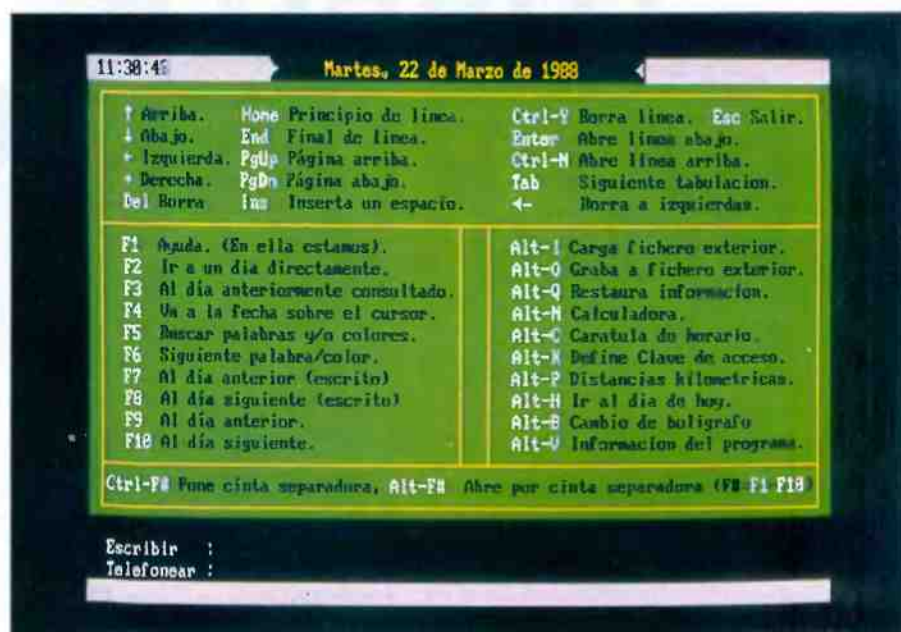 11:30:4
Martes, 22 de Marzo de 1988
↑ Arriba. Home Principio de linea. Ctrl-Y Borra linea. Esc Salir.
↓ Abajo. End Final de linea. Enter Abre linea abajo.
← Izquierda. PgUp Página arriba. Ctrl-N Abre linea arriba.
→ Derecha. PgDn Página abajo. Tab Siguiente tabulacion.
Del Borra Ins Inserta un espacio. ◄- Borra a izquierdas.
F1 Ayuda. (En ella estamos).
F2 Ir a un dia directamente.
F3 Al día anteriormente consultado.
F4 Va a la fecha sobre el cursor.
F5 Buscar palabras y/o colores.
F6 Siguiente palabra/color.
F7 Al día anterior (escrito)
F8 Al día siguiente (escrito)
F9 Al día anterior.
F10 Al día siguiente.
Alt-I Carga fichero exterior.
Alt-O Graba a fichero exterior.
Alt-Q Restaura informacion.
Alt-N Calculadora.
Alt-C Caratula de horario.
Alt-K Define Clave de acceso.
Alt-P Distancias kilometricas.
Alt-H Ir al dia de hoy.
Alt-B Cambio de boligrafo
Alt-V Informacion del programa.
Ctrl-F# Pone cinta separadora, Alt-F# Abre por cinta separadora (F# F1 F10)
Escribir :
Telefonear :